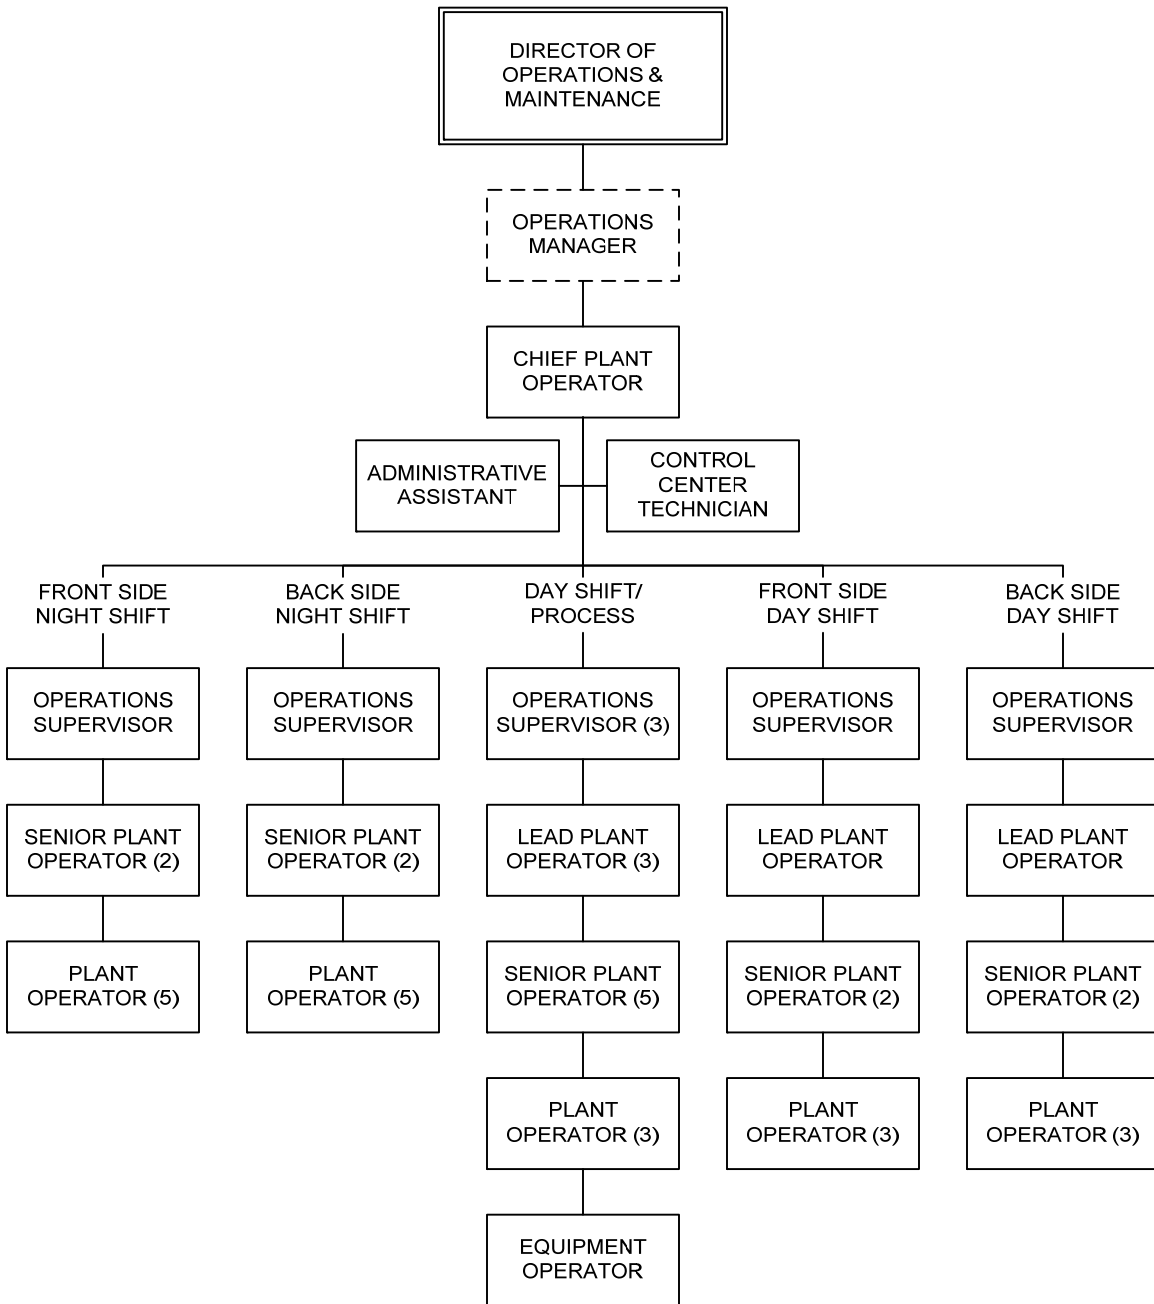 DIRECTOR OF
OPERATIONS &
MAINTENANCE
OPERATIONS
MANAGER
CHIEF PLANT
OPERATOR
ADMINISTRATIVE
ASSISTANT
CONTROL
CENTER
TECHNICIAN
FRONT SIDE
NIGHT SHIFT
BACK SIDE
NIGHT SHIFT
DAY SHIFT/
PROCESS
FRONT SIDE
DAY SHIFT
BACK SIDE
DAY SHIFT
OPERATIONS
SUPERVISOR
OPERATIONS
SUPERVISOR
OPERATIONS
SUPERVISOR (3)
OPERATIONS
SUPERVISOR
OPERATIONS
SUPERVISOR
SENIOR PLANT
OPERATOR (2)
SENIOR PLANT
OPERATOR (2)
LEAD PLANT
OPERATOR (3)
LEAD PLANT
OPERATOR
LEAD PLANT
OPERATOR
PLANT
OPERATOR (5)
PLANT
OPERATOR (5)
SENIOR PLANT
OPERATOR (5)
SENIOR PLANT
OPERATOR (2)
SENIOR PLANT
OPERATOR (2)
PLANT
OPERATOR (3)
PLANT
OPERATOR (3)
PLANT
OPERATOR (3)
EQUIPMENT
OPERATOR